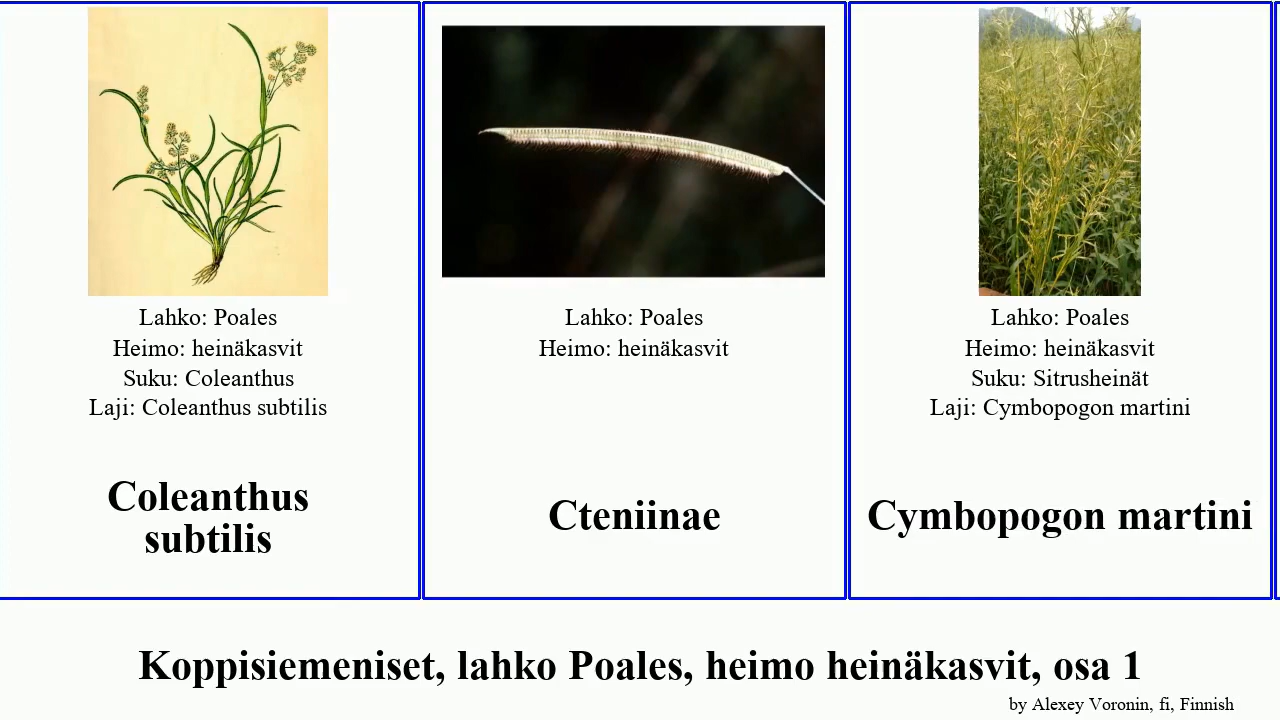 Lahko: Poales
Heimo: heinäkasvit
Suku: Coleanthus
Laji: Coleanthus subtilis
Coleanthus
subtilis
Lahko: Poales
Heimo: heinäkasvit
Cteniinae
Lahko: Poales
Heimo: heinäkasvit
Suku: Sitrusheinät
Laji: Cymbopogon martini
Cymbopogon martini
Koppisiemeniset, lahko Poales, heimo heinäkasvit, osa 1
by Alexey Voronin, fi, Finnish